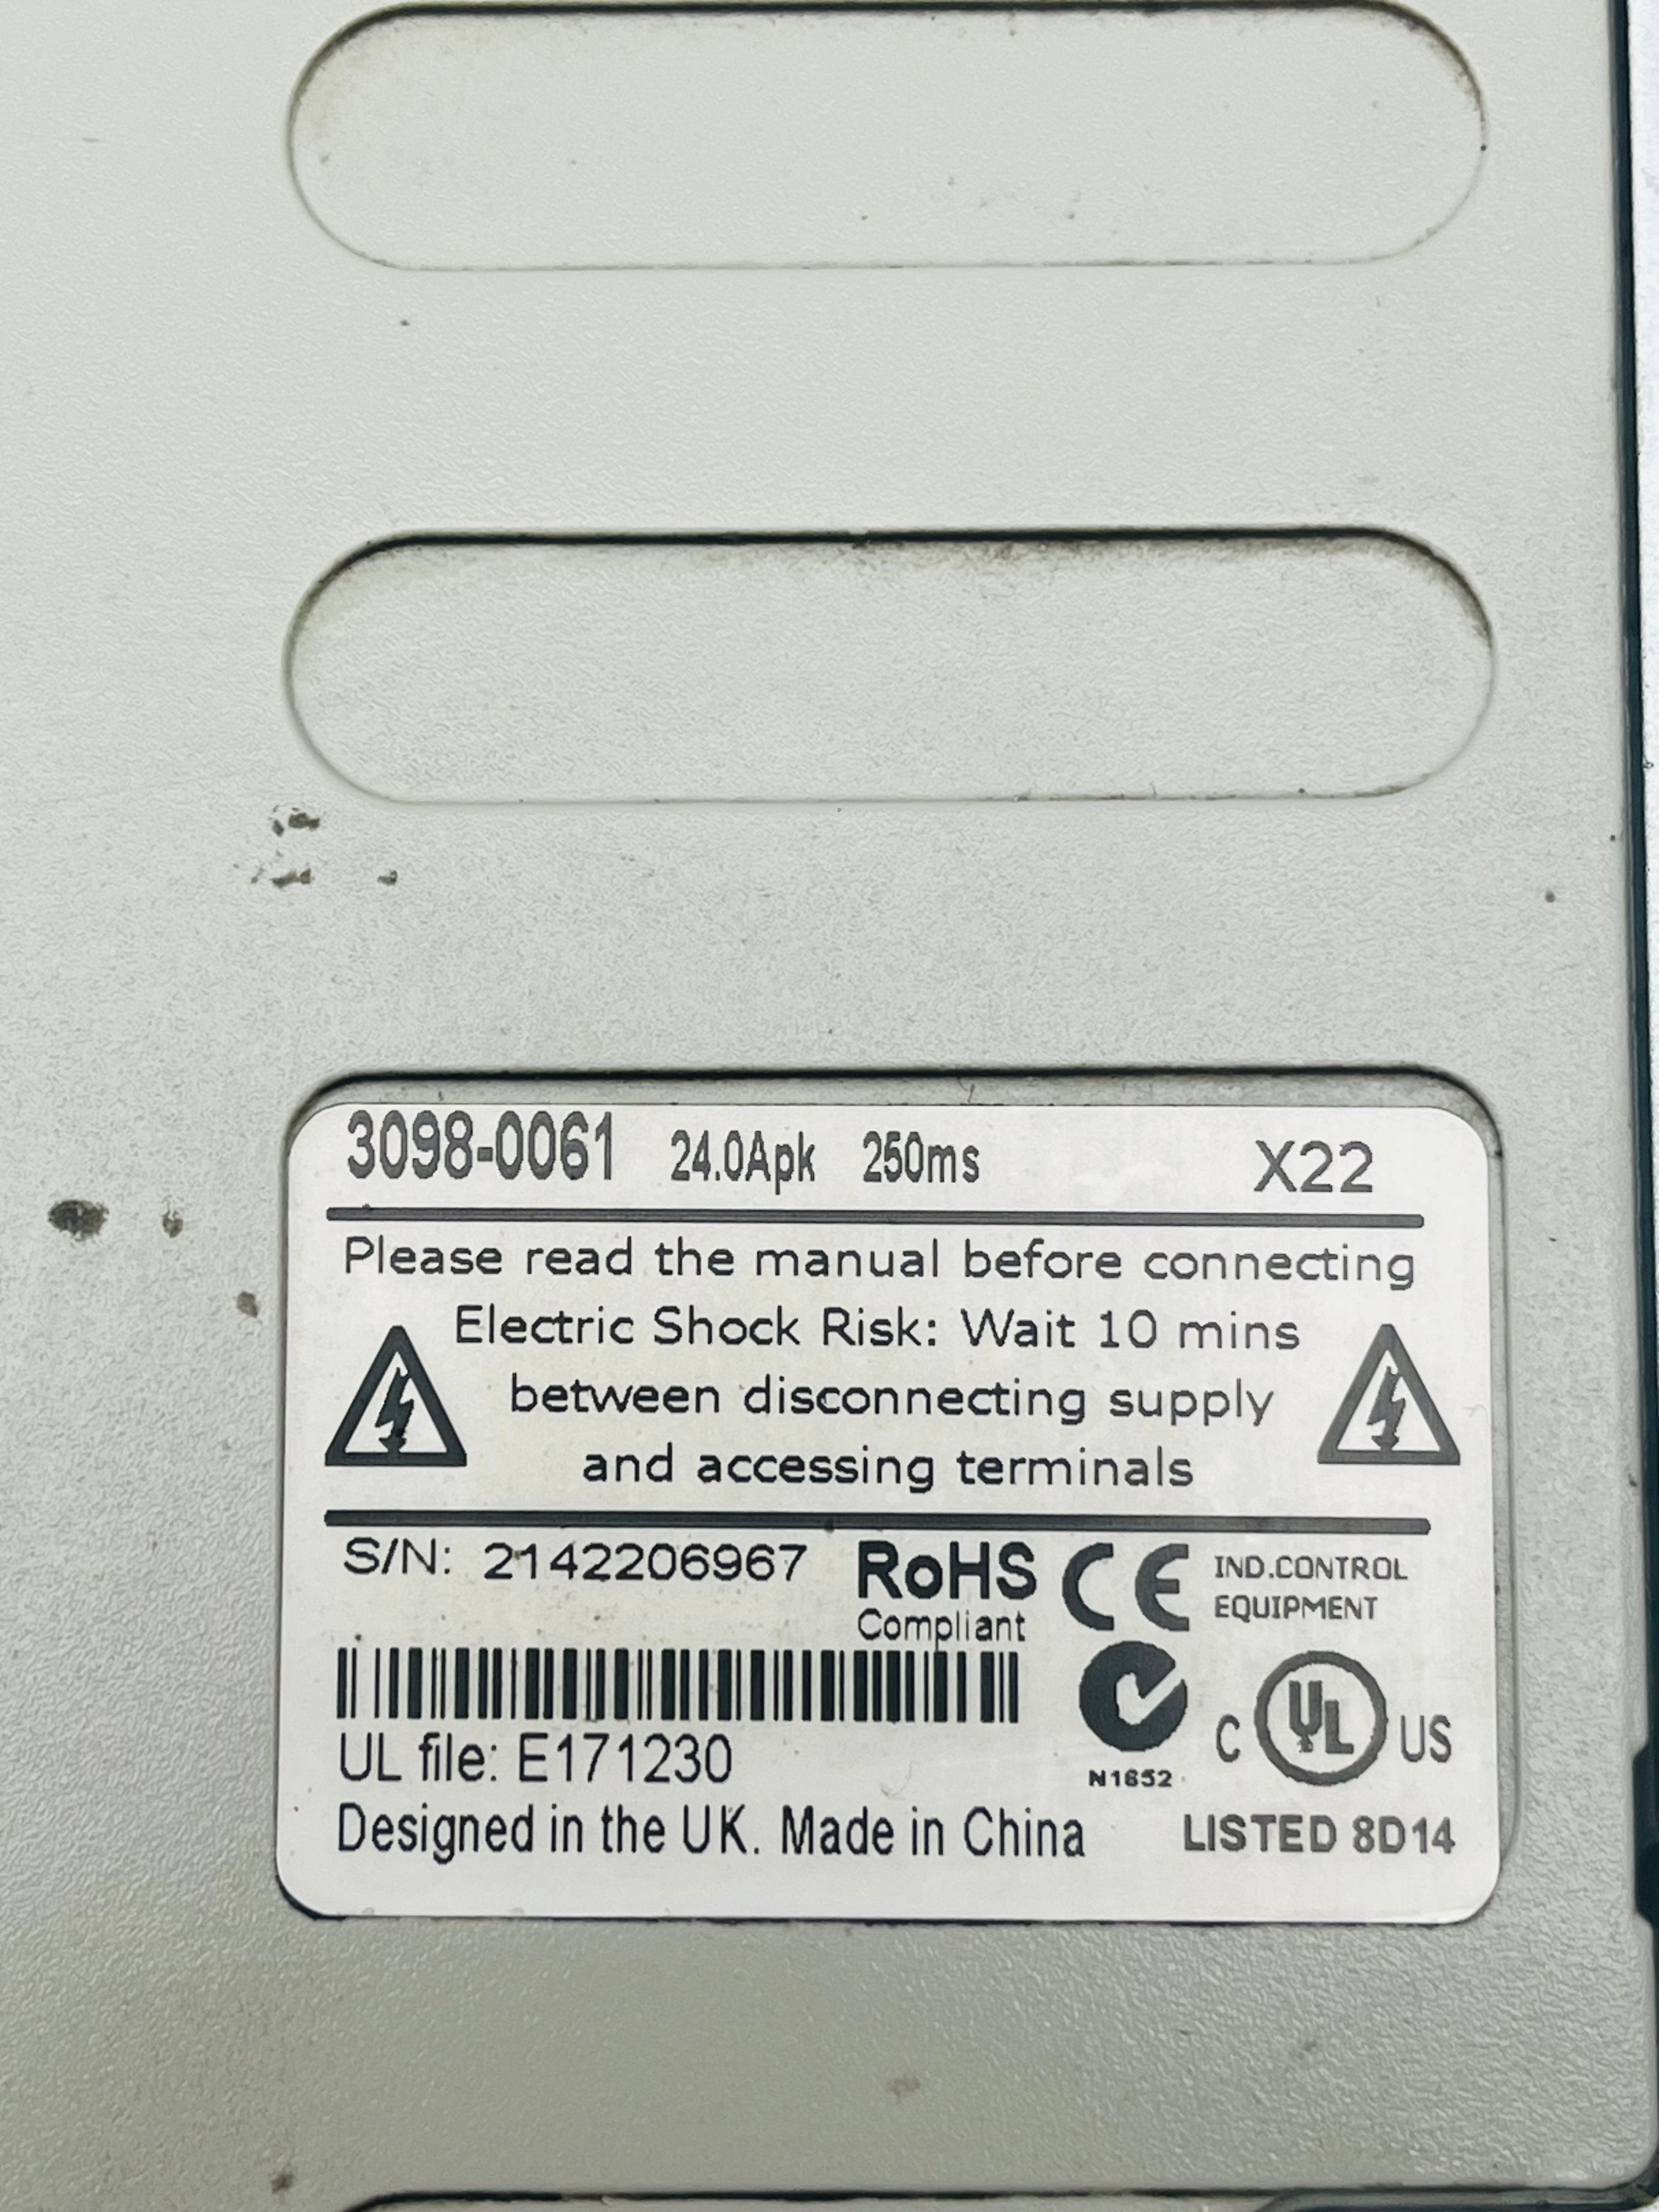 3098-0061 24.0Apk 250ms X22
Please read the manual before connecting
Electric Shock Risk: Wait 10 mins
between disconnecting supply
and accessing terminals
S/N: 2142206967 RoHS CE IND.CONTROL
Compliant EQUIPMENT
UL file: E171230 N1652 C UL US
Designed in the UK. Made in China LISTED 8D14